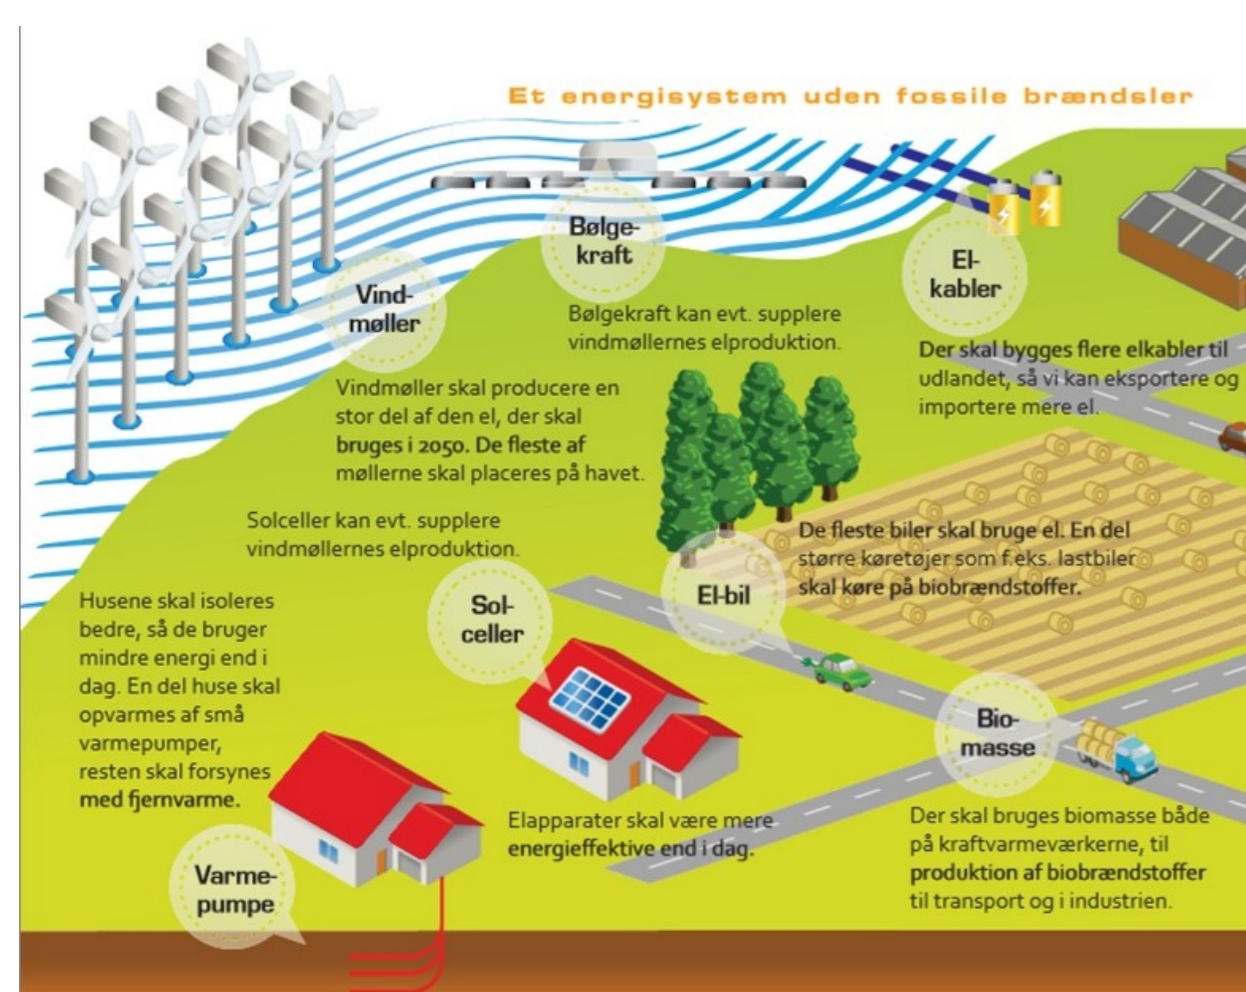 Et energisystem uden fossile brændsler
Bølge-
kraft
Bølgekraft kan evt. supplere
vindmøllernes elproduktion.
El-
kabler
Der skal bygges flere elkabler til
udlandet, så vi kan eksportere og
importere mere el.
Vind-
møller
Vindmøller skal producere en
stor del af den el, der skal
bruges i 2050. De fleste af
møllerne skal placeres på havet.
Solceller kan evt. supplere
vindmøllernes elproduktion.
Sol-
celler
De fleste biler skal bruge el. En del
større køretøjer som f.eks. lastbiler
skal køre på biobrændstoffer.
El-bil
Husene skal isoleres
bedre, så de bruger
mindre energi end i
dag. En del huse skal
opvarmes af små
varmepumper,
resten skal forsynes
med fjernvarme.
Varme-
pumpe
Elapparater skal være mere
energieffektive end i dag.
Bio-
masse
Der skal bruges biomasse både
på kraftvarmeværkerne, til
produktion af biobrændstoffer
til transport og i industrien.